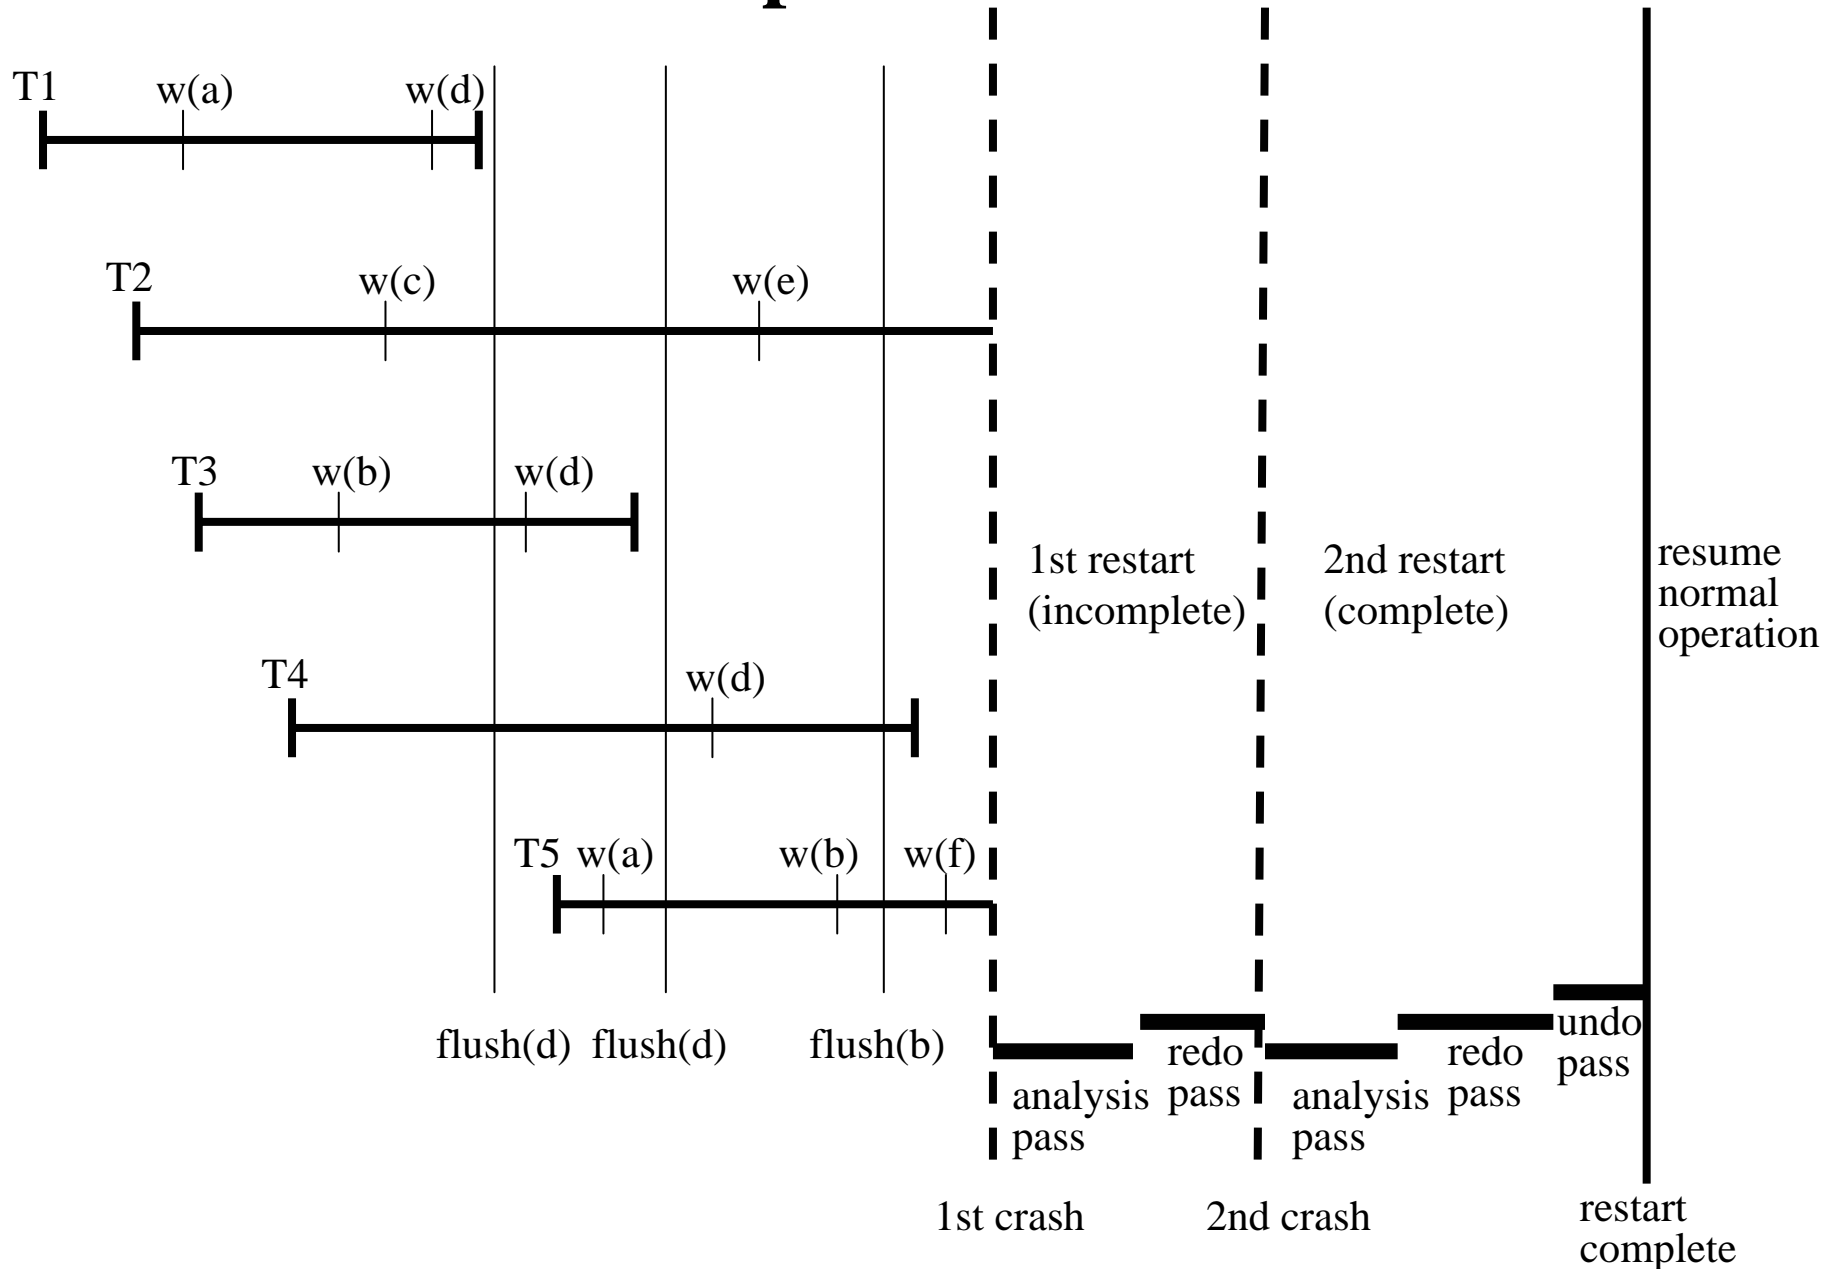 T1
w(a)
w(d)
T2
w(c)
w(e)
T3
w(b)
w(d)
1st restart
(incomplete)
2nd restart
(complete)
resume
normal
operation
T4
w(d)
T5
w(a)
w(b)
w(f)
flush(d)
flush(d)
flush(b)
analysis
pass
redo
pass
analysis
pass
redo
pass
undo
pass
1st crash
2nd crash
restart
complete